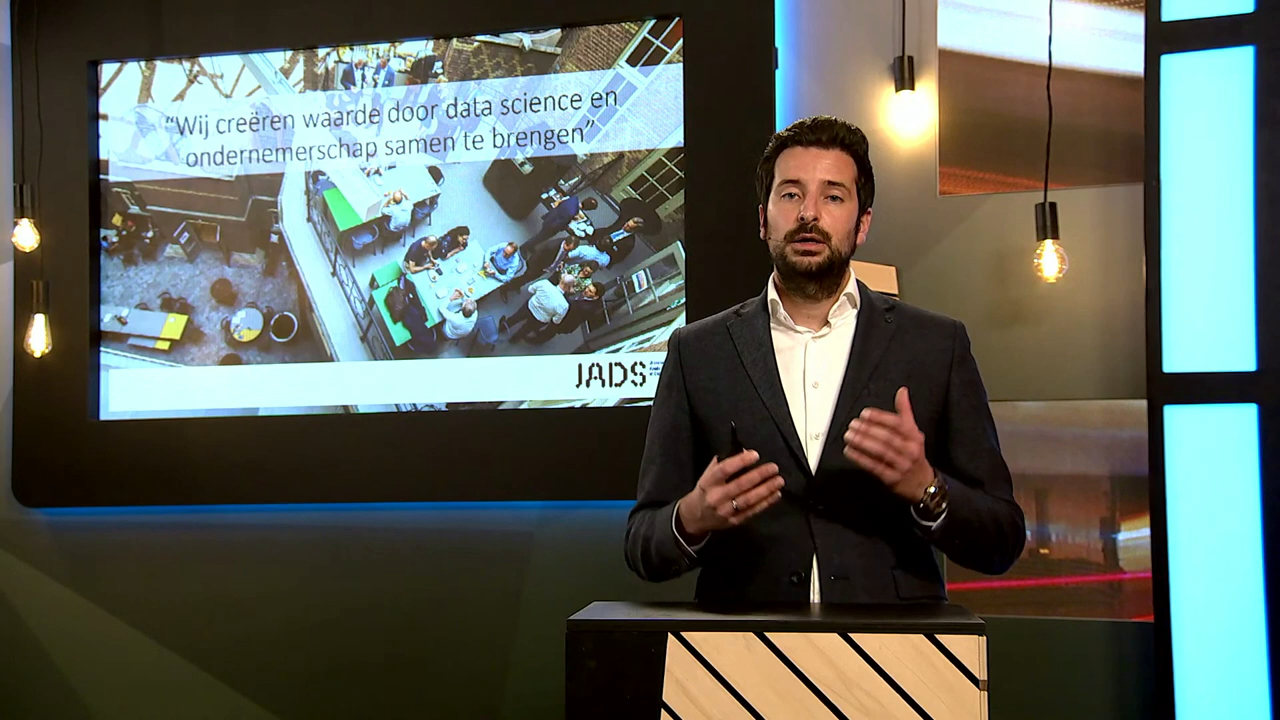 “Wij creëren waarde door data science en
ondernemerschap samen te brengen”
JADS